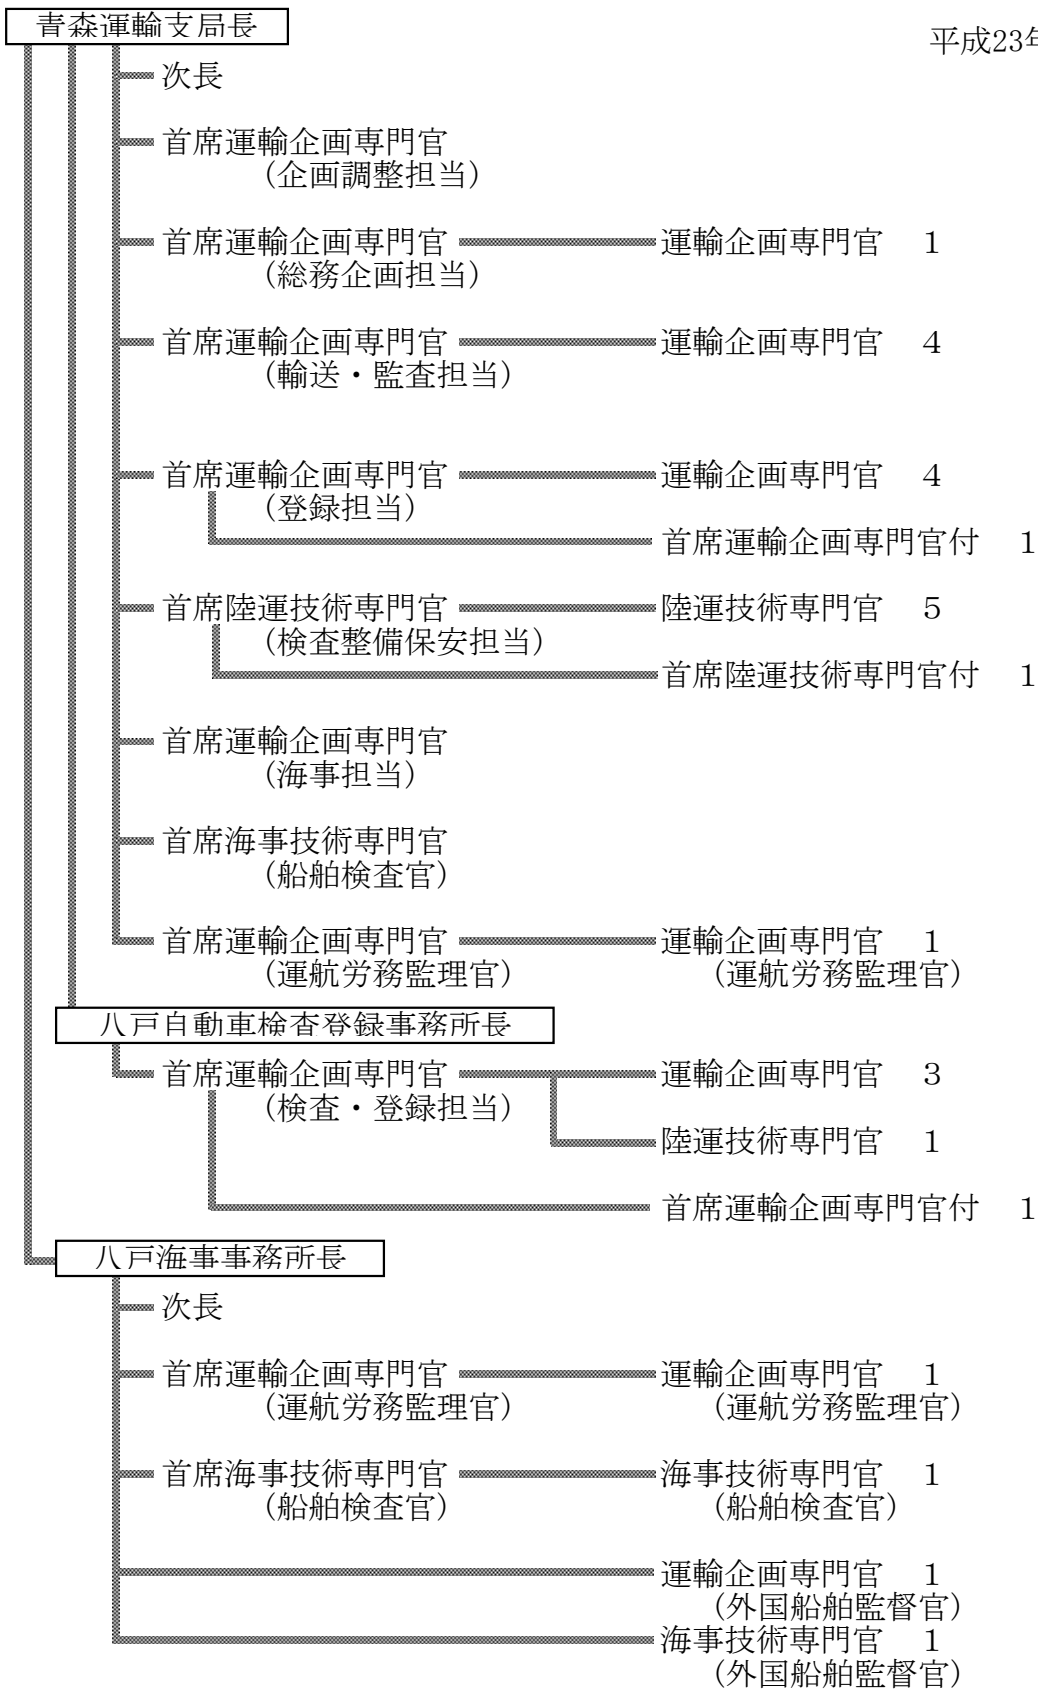 青森運輸支局長
平成23年
次長
首席運輸企画専門官
（企画調整担当）
首席運輸企画専門官 運輸企画専門官 １
（総務企画担当）
首席運輸企画専門官 運輸企画専門官 ４
（輸送・監査担当）
首席運輸企画専門官 運輸企画専門官 ４
（登録担当）
首席運輸企画専門官付 １
首席陸運技術専門官 陸運技術専門官 ５
（検査整備保安担当）
首席陸運技術専門官付 １
首席運輸企画専門官
（海事担当）
首席海事技術専門官
（船舶検査官）
首席運輸企画専門官 運輸企画専門官 １
（運航労務監理官） （運航労務監理官）
八戸自動車検査登録事務所長
首席運輸企画専門官 運輸企画専門官 ３
（検査・登録担当）
陸運技術専門官 １
首席運輸企画専門官付 １
八戸海事事務所長
次長
首席運輸企画専門官 運輸企画専門官 １
（運航労務監理官） （運航労務監理官）
首席海事技術専門官 海事技術専門官 １
（船舶検査官） （船舶検査官）
運輸企画専門官 １
（外国船舶監督官）
海事技術専門官 １
（外国船舶監督官）